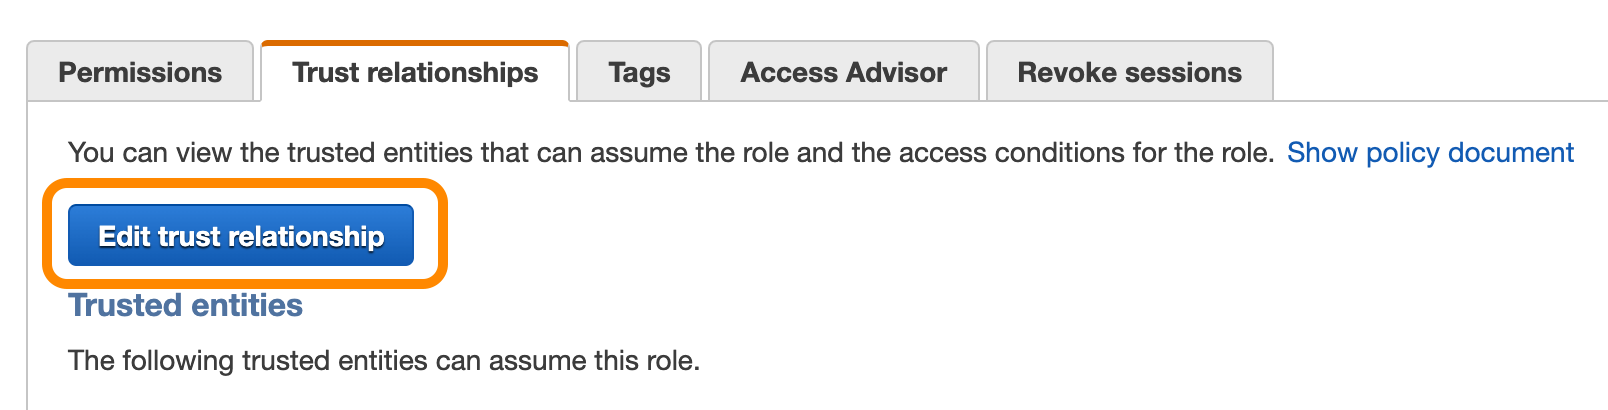 Permissions Trust relationships Tags Access Advisor Revoke sessions
You can view the trusted entities that can assume the role and the access conditions for the role. Show policy document
Edit trust relationship
Trusted entities
The following trusted entities can assume this role.